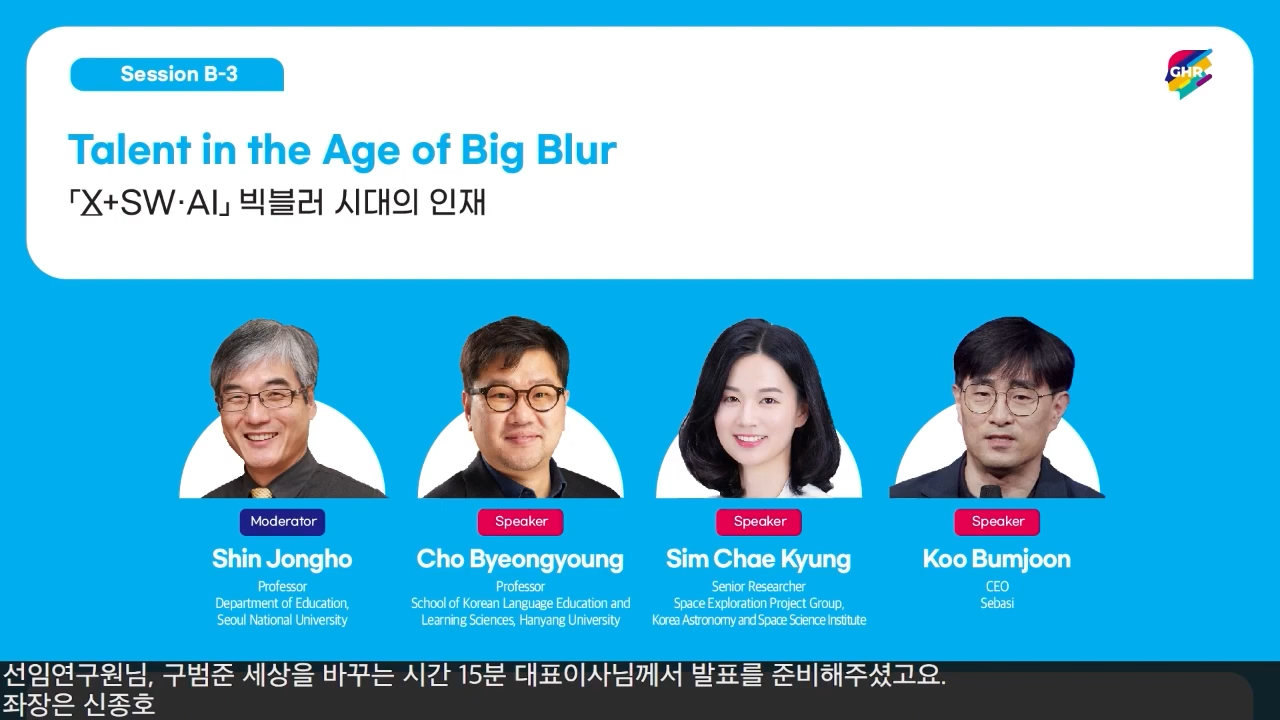 Session B-3
GHR
Talent in the Age of Big Blur
「X+SW·AI」 빅블러 시대의 인재
Moderator
Shin Jongho
Professor
Department of Education,
Seoul National University
Speaker
Cho Byeongyoung
Professor
School of Korean Language Education and
Learning Sciences, Hanyang University
Speaker
Sim Chae Kyung
Senior Researcher
Space Exploration Project Group,
Korea Astronomy and Space Science Institute
Speaker
Koo Bumjoon
CEO
Sebasi
선임연구원님, 구범준 세상을 바꾸는 시간 15분 대표이사님께서 발표를 준비해주셨고요.
좌장은 신종호